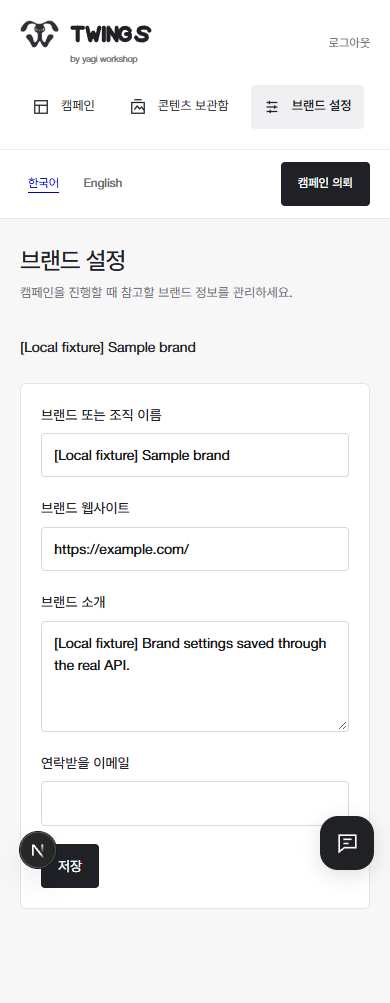 TWINGS
by yagi workshop
로그아웃
캠페인
콘텐츠 보관함
브랜드 설정
한국어
English
캠페인 의뢰
브랜드 설정
캠페인을 진행할 때 참고할 브랜드 정보를 관리하세요.
[Local fixture] Sample brand
브랜드 또는 조직 이름
[Local fixture] Sample brand
브랜드 웹사이트
https://example.com/
브랜드 소개
[Local fixture] Brand settings saved through
the real API.
연락받을 이메일
N
저장